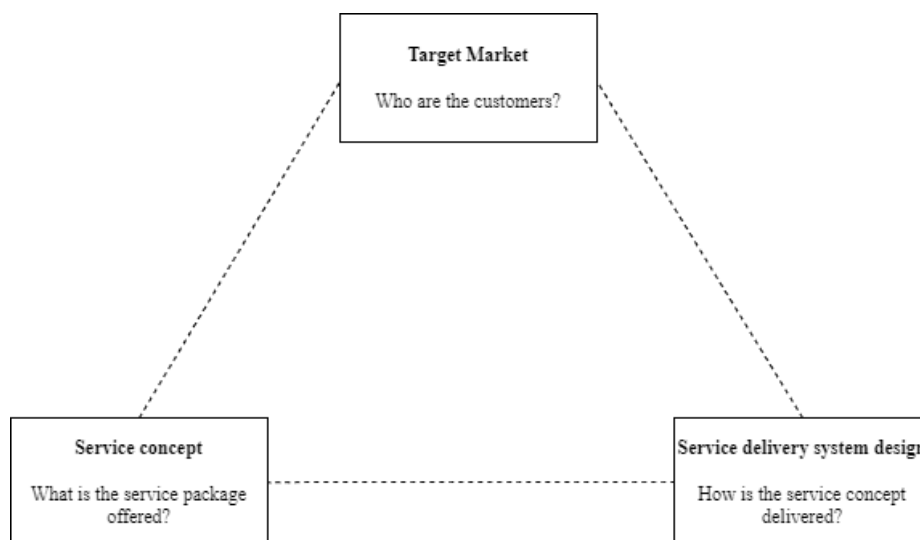 Target Market
Who are the customers?
Service concept
What is the service package
offered?
Service delivery system design
How is the service concept
delivered?